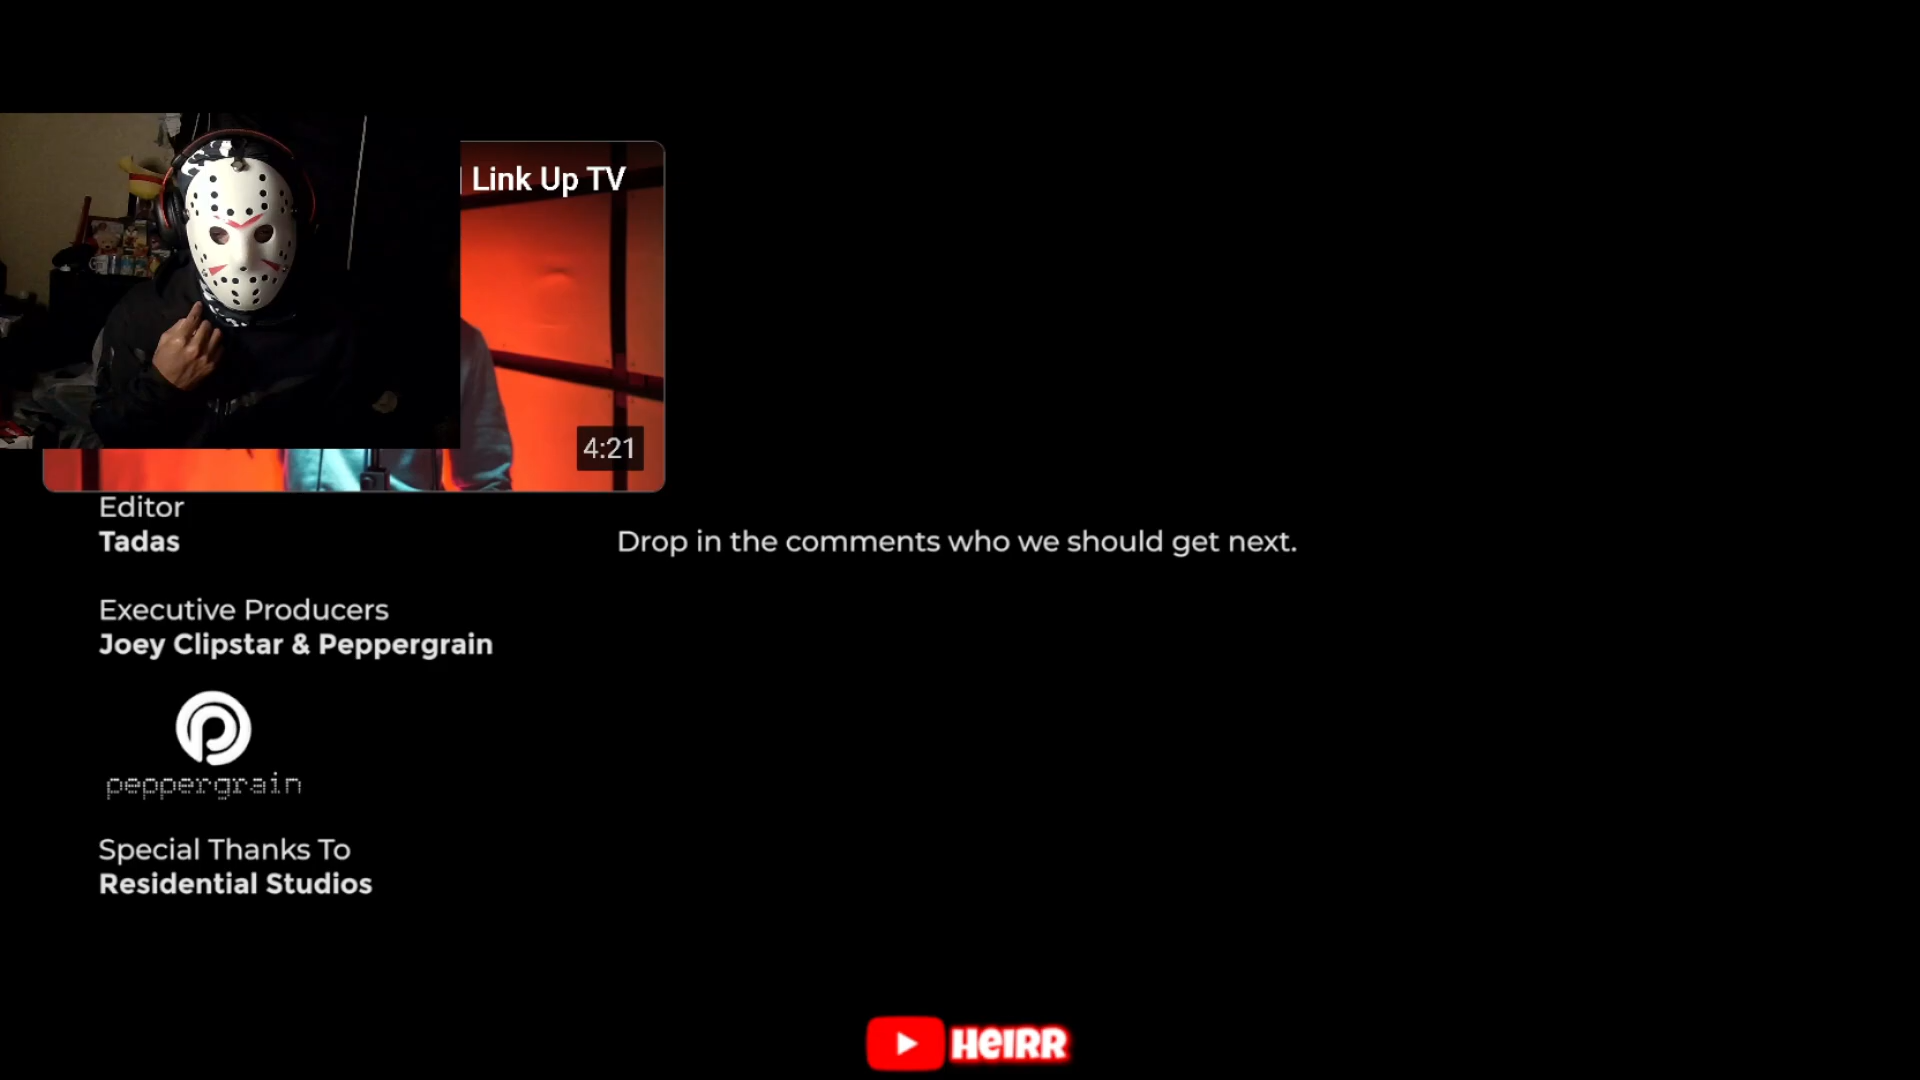 Link Up TV
4:21
Editor
Tadas
Drop in the comments who we should get next.
Executive Producers
Joey Clipstar & Peppergrain
peppergrain
Special Thanks To
Residential Studios
HeIRR